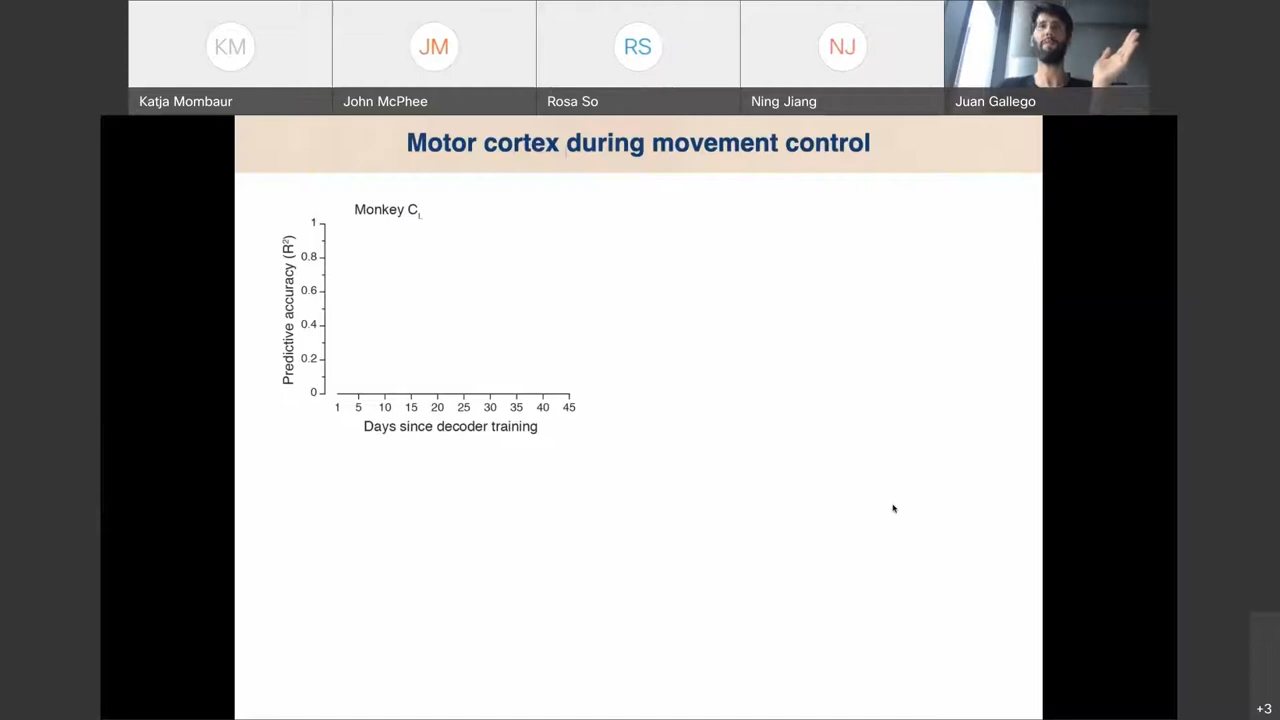 KM
JM
RS
NJ
Katja Mombaur
John McPhee
Rosa So
Ning Jiang
Juan Gallego
Motor cortex during movement control
Monkey C_L
Predictive accuracy (R²)
1
0.8
0.6
0.4
0.2
0
1 5 10 15 20 25 30 35 40 45
Days since decoder training
+3